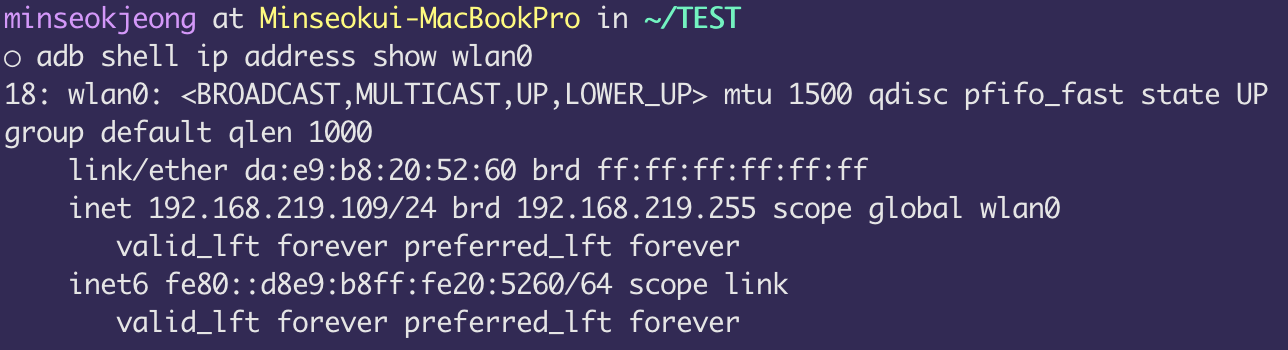 minseokjeong at Minseokui-MacBookPro in ~/TEST
○ adb shell ip address show wlan0
18: wlan0: <BROADCAST,MULTICAST,UP,LOWER_UP> mtu 1500 qdisc pfifo_fast state UP
group default qlen 1000
    link/ether da:e9:b8:20:52:60 brd ff:ff:ff:ff:ff:ff
    inet 192.168.219.109/24 brd 192.168.219.255 scope global wlan0
       valid_lft forever preferred_lft forever
    inet6 fe80::d8e9:b8ff:fe20:5260/64 scope link
       valid_lft forever preferred_lft forever